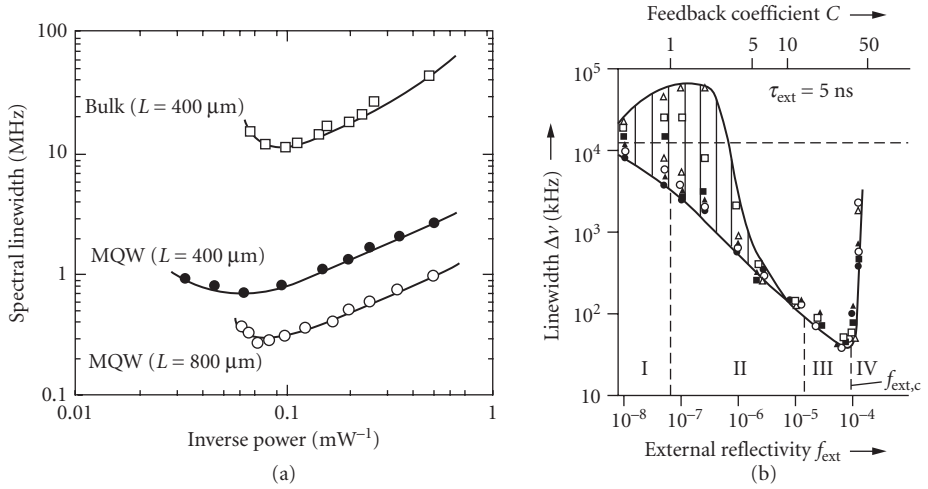 100
10
1
0.1
0.01
0.1
1
Spectral linewidth (MHz)
Bulk (L = 400 μm)
MQW (L = 400 μm)
MQW (L = 800 μm)
Inverse power (mW⁻¹)
(a)
Feedback coefficient C
1 5 10 50
τext = 5 ns
10⁵
10⁴
10³
10²
10
Linewidth Δν (kHz)
I II III IV
fext,c
10⁻⁸ 10⁻⁷ 10⁻⁶ 10⁻⁵ 10⁻⁴
External reflectivity fext
(b)